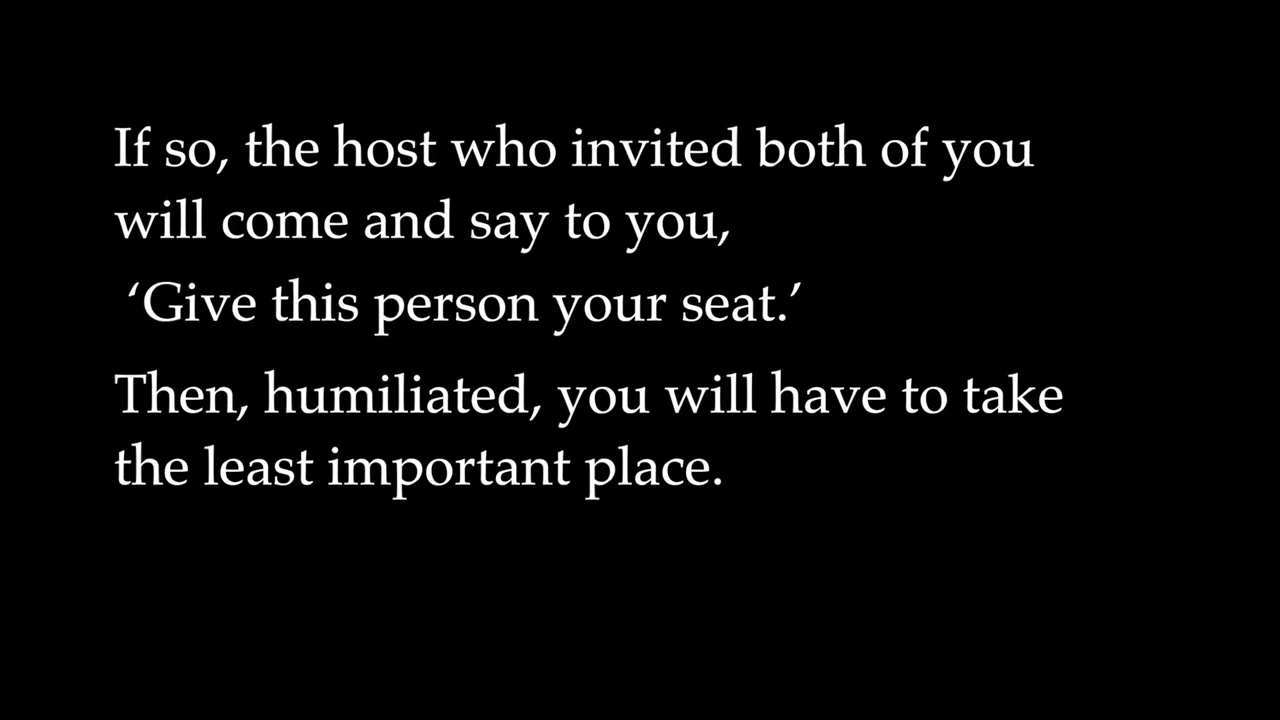 If so, the host who invited both of you
will come and say to you,
‘Give this person your seat.’
Then, humiliated, you will have to take
the least important place.